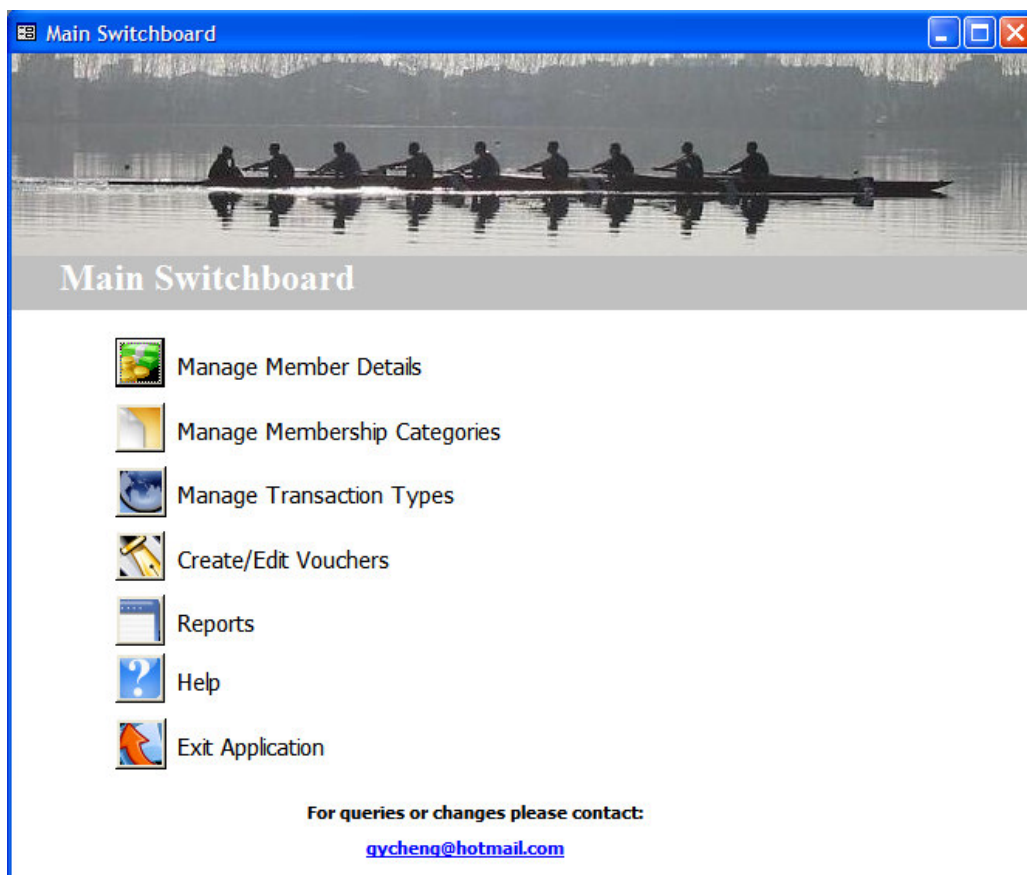 Main Switchboard
Main Switchboard
Manage Member Details
Manage Membership Categories
Manage Transaction Types
Create/Edit Vouchers
Reports
?
Help
Exit Application
For queries or changes please contact:
gycheng@hotmail.com